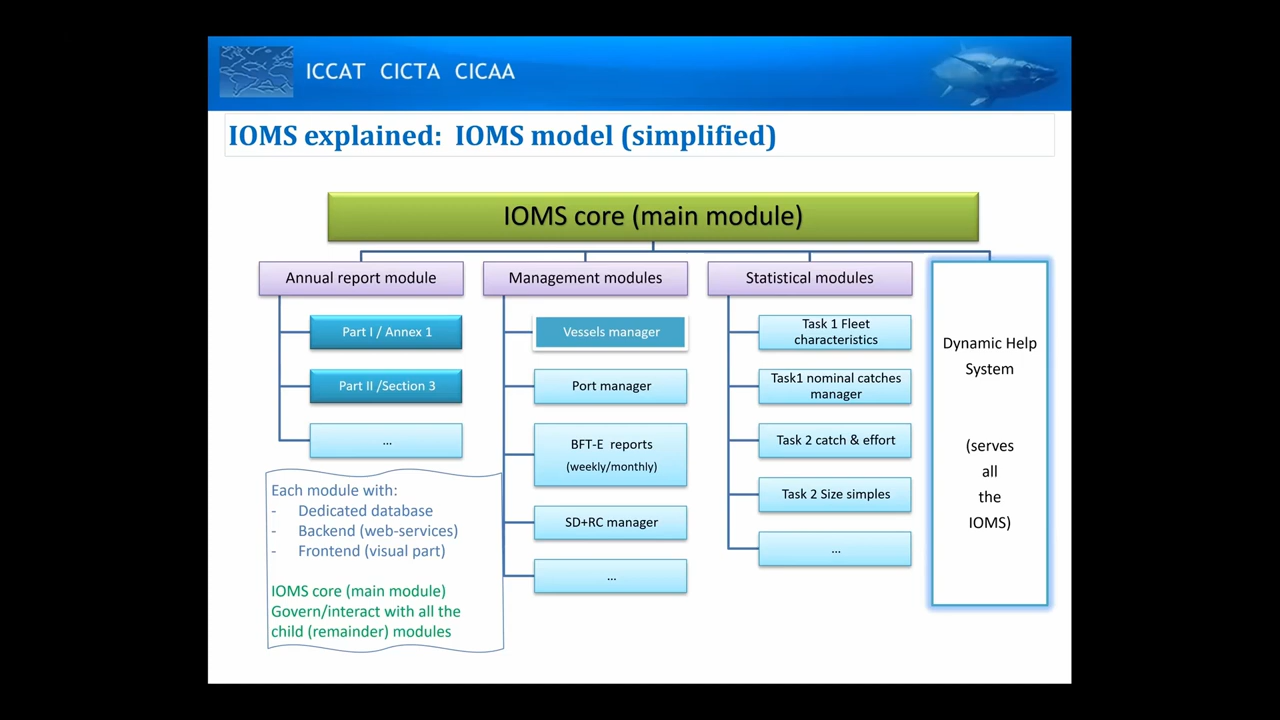 ICCAT CICTA CICAA
IOMS explained: IOMS model (simplified)
IOMS core (main module)
Annual report module
Part I / Annex 1
Part II /Section 3
...
Management modules
Vessels manager
Port manager
BFT-E reports
(weekly/monthly)
SD+RC manager
...
Statistical modules
Task 1 Fleet
characteristics
Task1 nominal catches
manager
Task 2 catch & effort
Task 2 Size simples
...
Dynamic Help
System
(serves
all
the
IOMS)
Each module with:
- Dedicated database
- Backend (web-services)
- Frontend (visual part)
IOMS core (main module)
Govern/interact with all the
child (remainder) modules